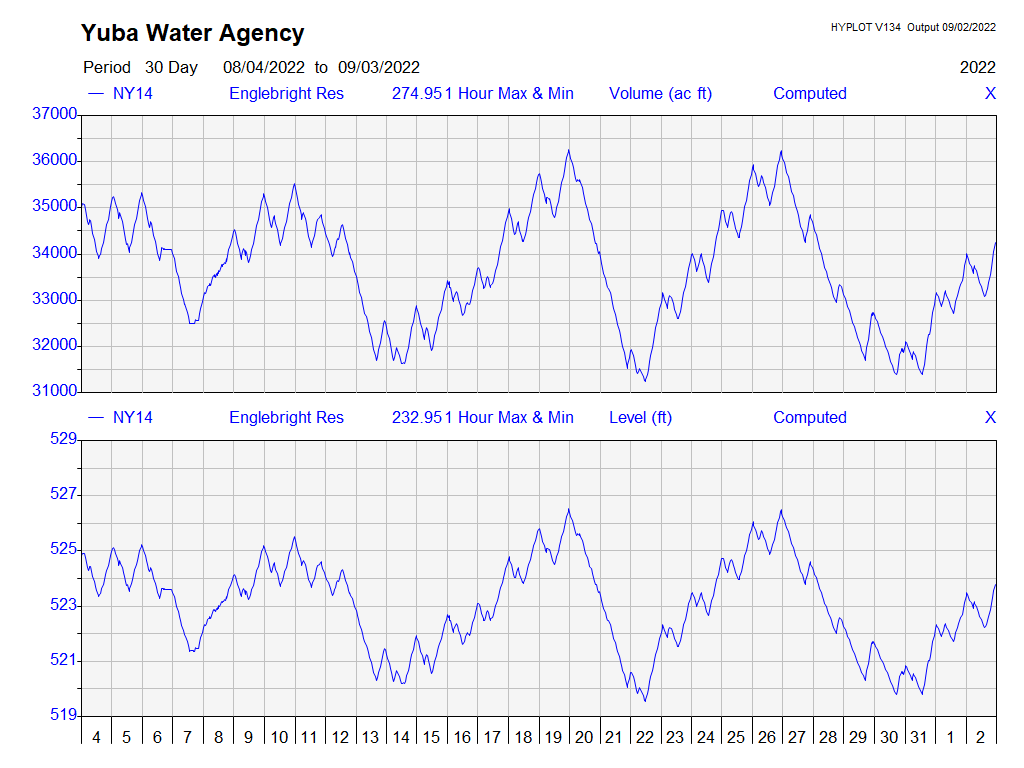 Yuba Water Agency
HYPLOT V134 Output 09/02/2022
Period 30 Day 08/04/2022 to 09/03/2022 2022
NY14 Englebright Res 274.951 Hour Max & Min Volume (ac ft) Computed X
37000
36000
35000
34000
33000
32000
31000
NY14 Englebright Res 232.951 Hour Max & Min Level (ft) Computed X
529
527
525
523
521
519
4 5 6 7 8 9 10 11 12 13 14 15 16 17 18 19 20 21 22 23 24 25 26 27 28 29 30 31 1 2